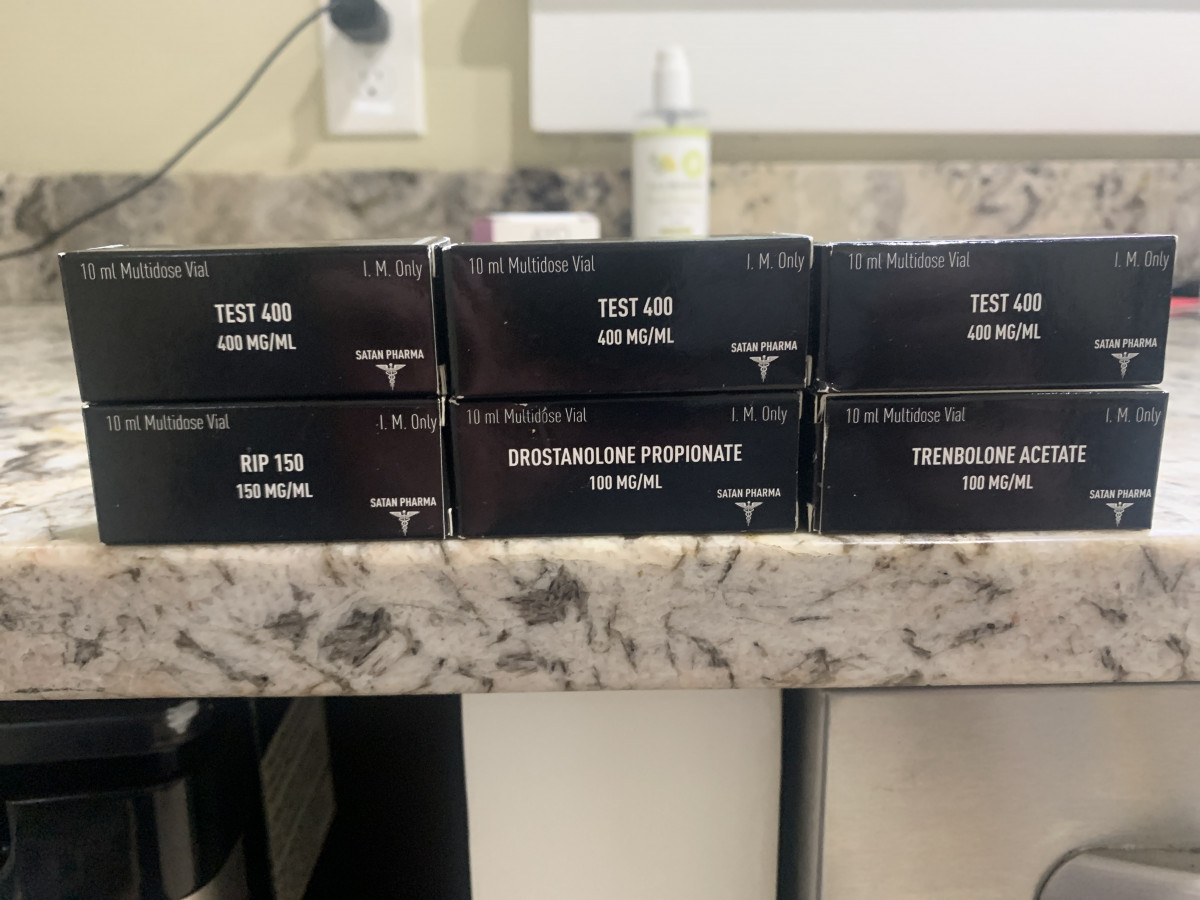 10 ml Multidose Vial
I. M. Only
TEST 400
400 MG/ML
SATAN PHARMA
10 ml Multidose Vial
I. M. Only
TEST 400
400 MG/ML
SATAN PHARMA
10 ml Multidose Vial
I. M. Only
TEST 400
400 MG/ML
SATAN PHARMA
10 ml Multidose Vial
I. M. Only
RIP 150
150 MG/ML
SATAN PHARMA
10 ml Multidose Vial
I. M. Only
DROSTANOLONE PROPIONATE
100 MG/ML
SATAN PHARMA
10 ml Multidose Vial
I. M. Only
TRENBOLONE ACETATE
100 MG/ML
SATAN PHARMA